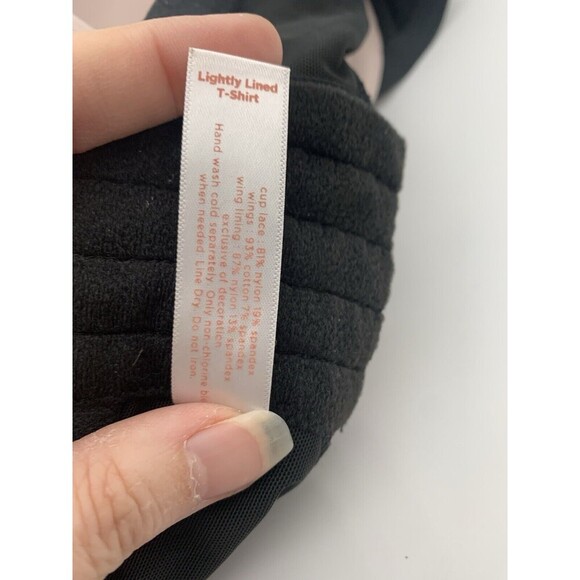 Lightly Lined
T-Shirt
cup lace : 81% nylon 19% spandex
wings : 93% cotton 7% spandex
wing lining : 87% nylon 13% spandex
exclusive of decoration
Hand wash cold separately. Only non-chlorine
when needed. Line Dry. Do not iron.